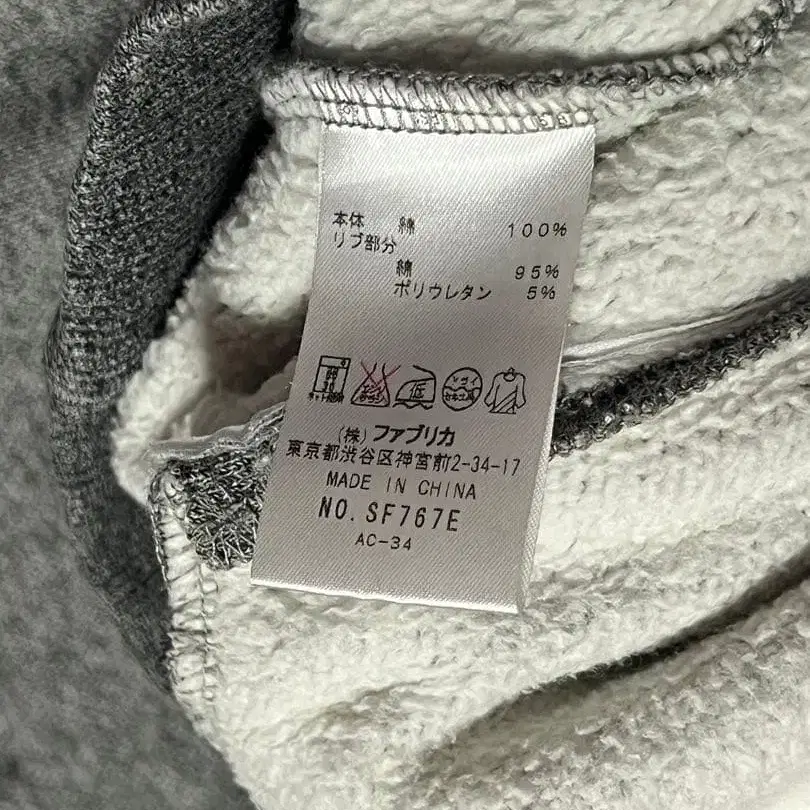 本体 綿 100%
リブ部分
綿 95%
ポリウレタン 5%
低
(株) ファブリカ
東京都渋谷区神宮前2-34-17
MADE IN CHINA
NO. SF767E
AC-34